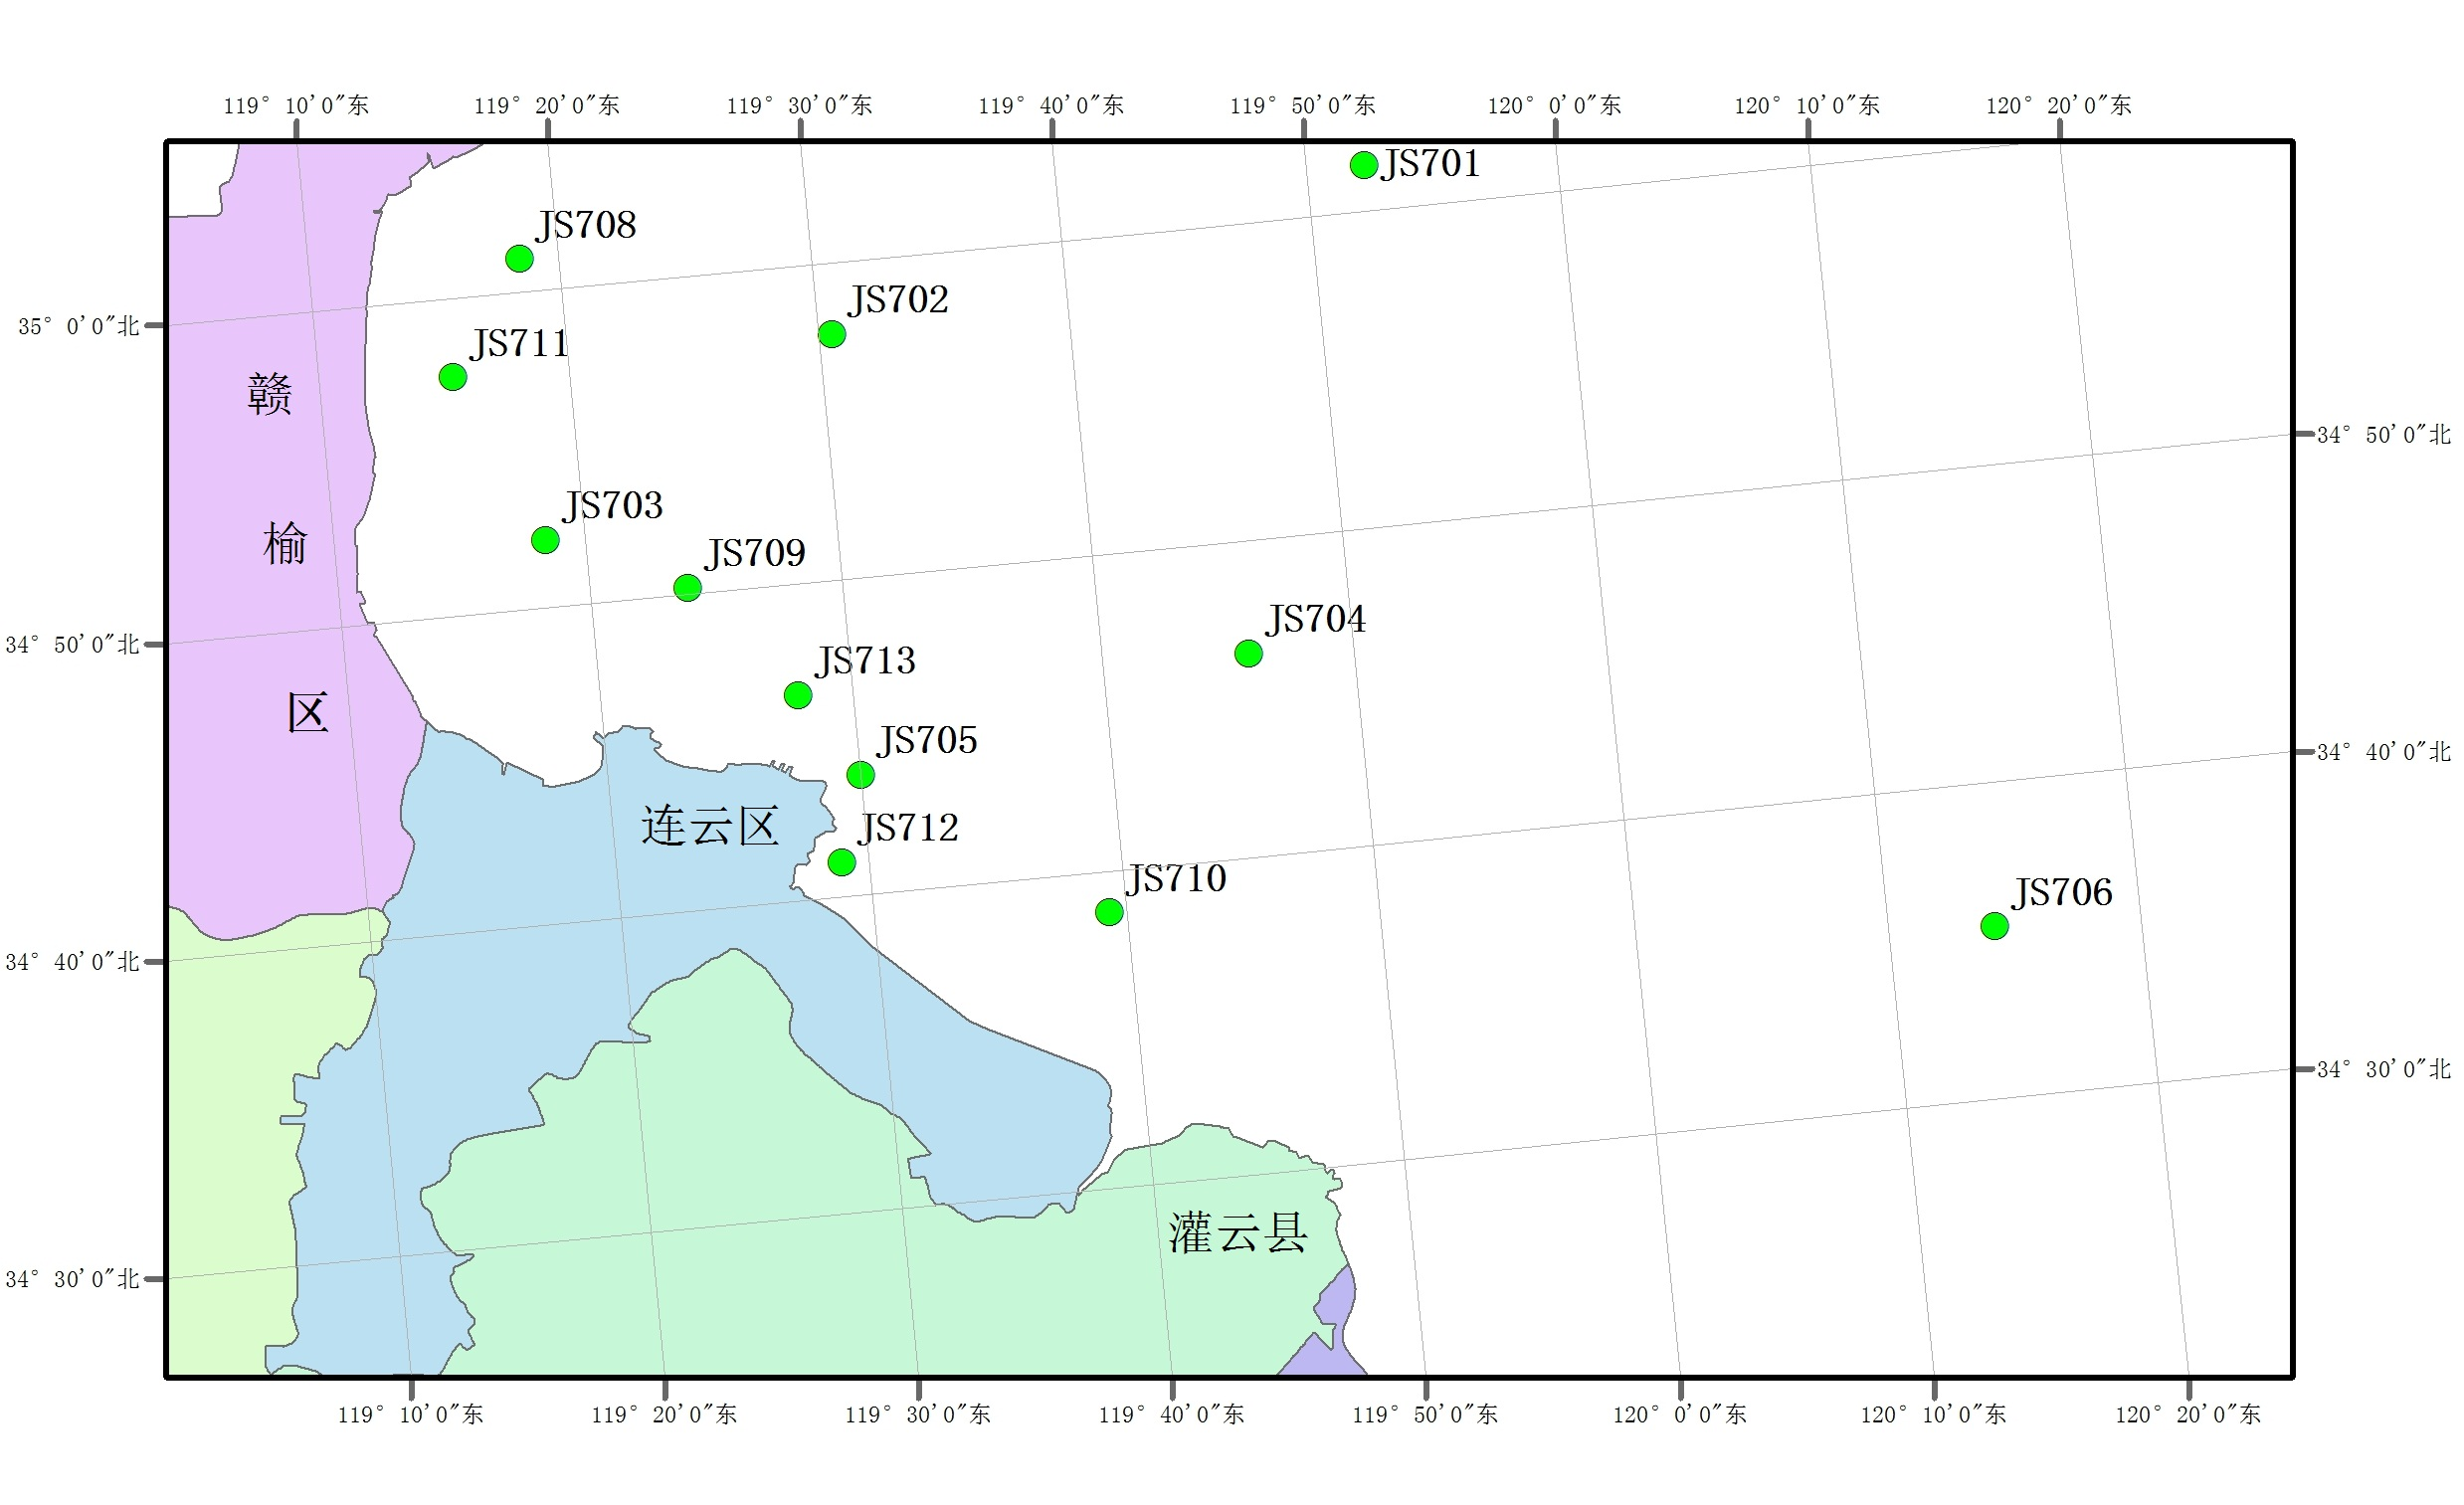 119° 10′0″东
119° 20′0″东
119° 30′0″东
119° 40′0″东
119° 50′0″东
120° 0′0″东
120° 10′0″东
120° 20′0″东
JS701
JS708
JS702
35° 0′0″北
JS711
赣
榆
区
34° 50′0″北
JS703
JS709
JS704
34° 50′0″北
JS713
JS705
34° 40′0″北
连云区
JS712
JS710
JS706
34° 40′0″北
34° 30′0″北
灌云县
34° 30′0″北
119° 10′0″东
119° 20′0″东
119° 30′0″东
119° 40′0″东
119° 50′0″东
120° 0′0″东
120° 10′0″东
120° 20′0″东